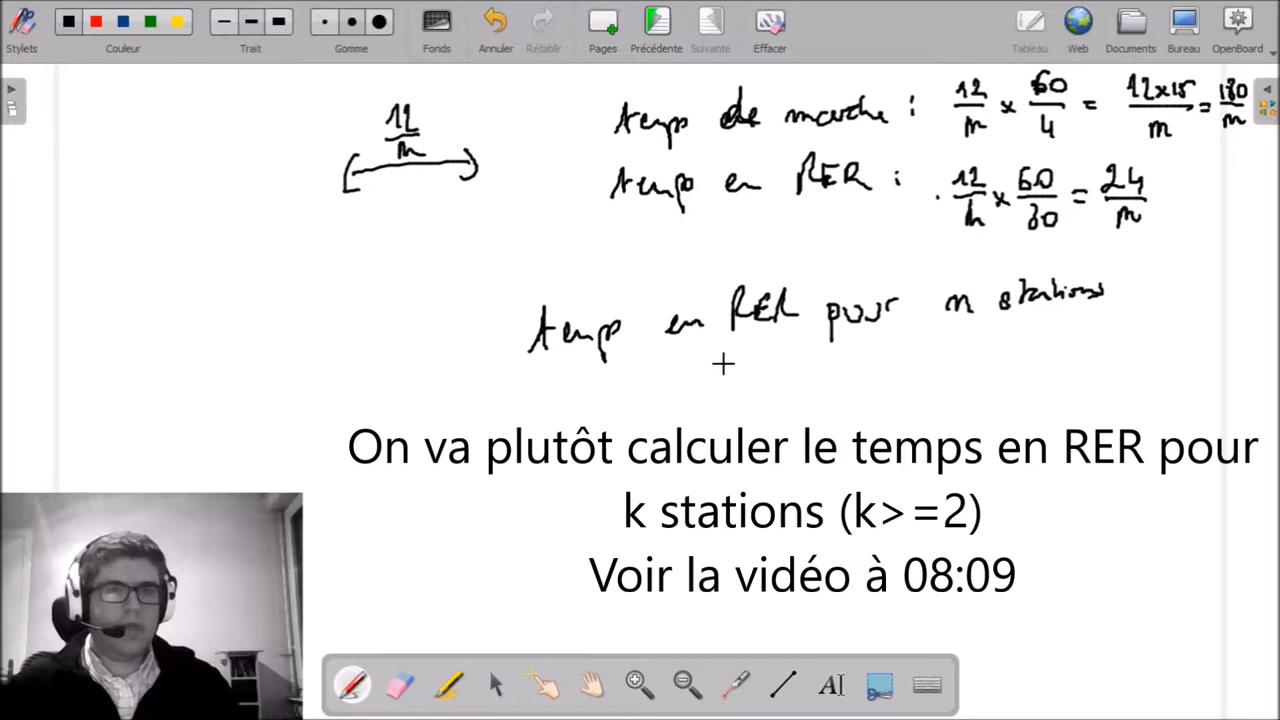 Stylets Couleur Trait Gomme Fonds Annuler Rétablir Pages Précédente Suivante Effacer Tableau Web Documents Bureau OpenBoard
12/n
temps de marche : 12/n × 60/4 = 12×15/n = 180/n
temps en RER : 12/n × 60/30 = 24/n
temps en RER pour n stations
On va plutôt calculer le temps en RER pour
k stations (k>=2)
Voir la vidéo à 08:09
AI